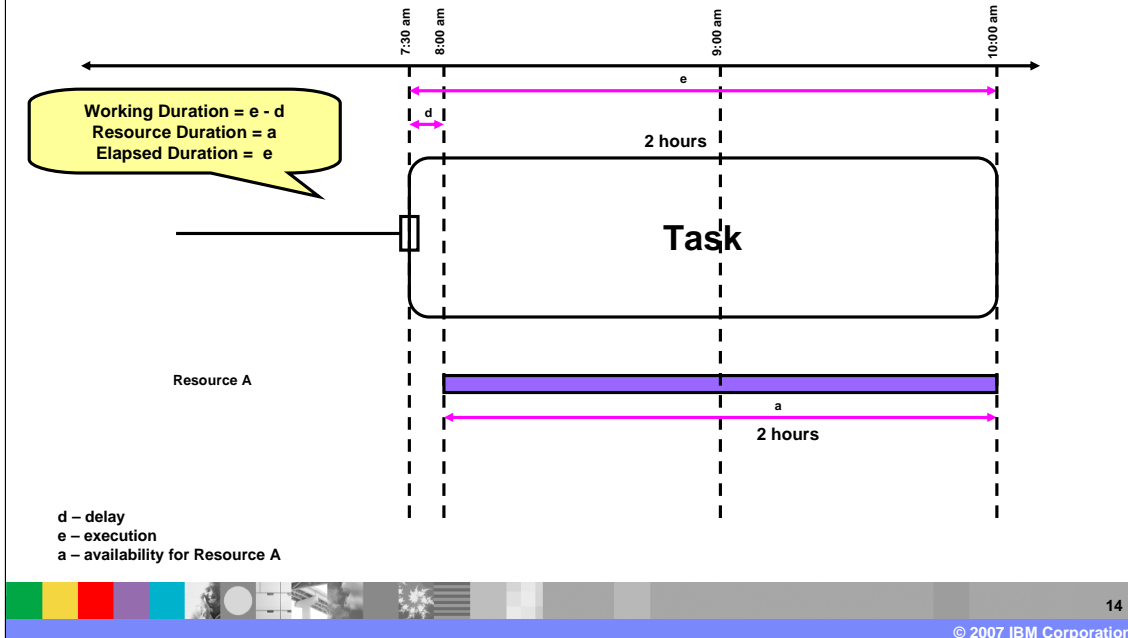 7:30 am
8:00 am
9:00 am
10:00 am
e
Working Duration = e - d
Resource Duration = a
Elapsed Duration = e
d
2 hours
Task
Resource A
a
2 hours
d – delay
e – execution
a – availability for Resource A
14
© 2007 IBM Corporation